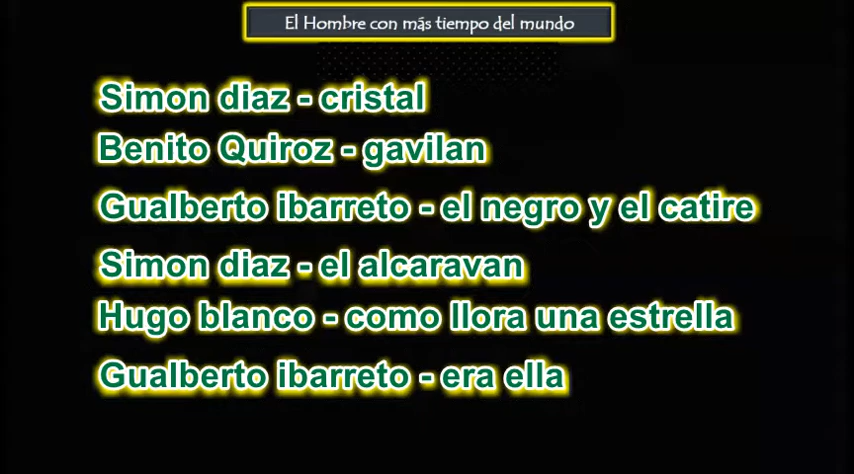 El Hombre con más tiempo del mundo
Simon diaz - cristal
Benito Quiroz - gavilan
Gualberto ibarreto - el negro y el catire
Simon diaz - el alcaravan
Hugo blanco - como llora una estrella
Gualberto ibarreto - era ella